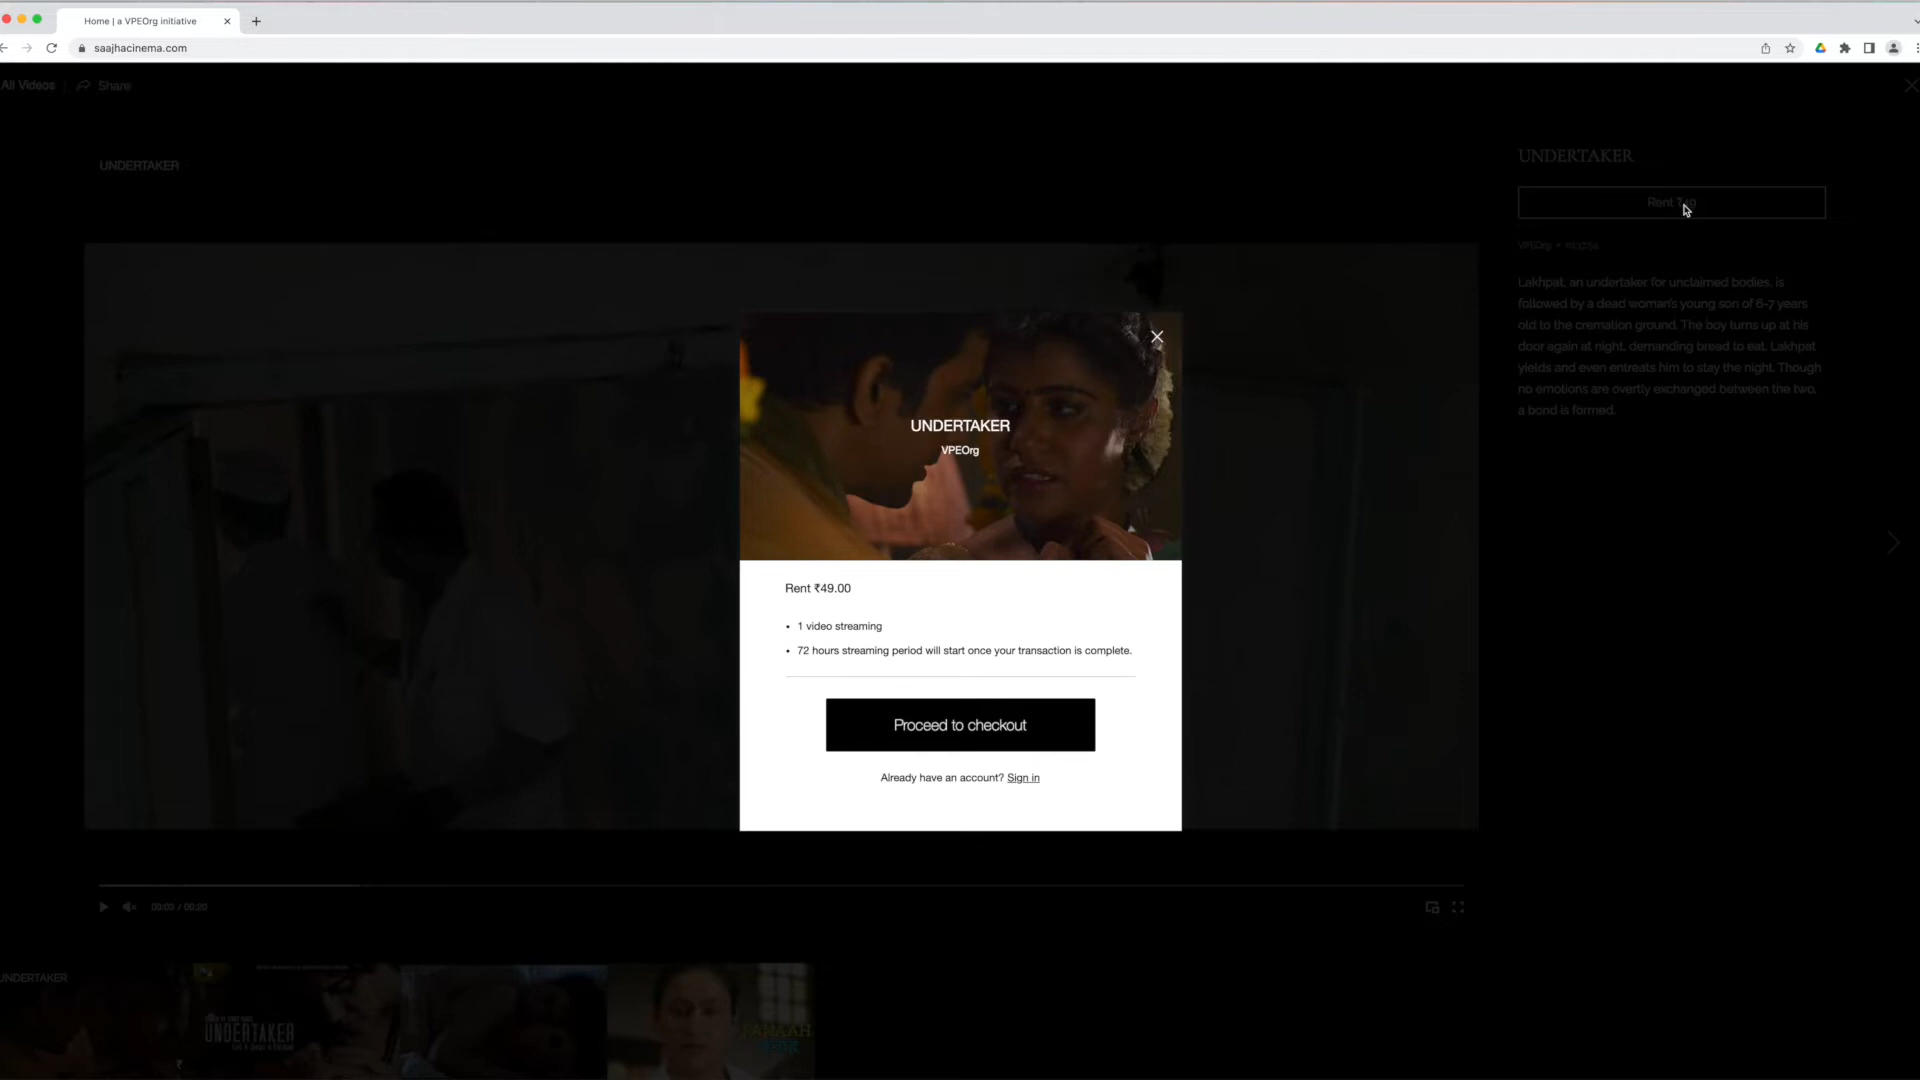 Home | a VPEOrg initiative
saajhacinema.com
All Videos | Share
UNDERTAKER
UNDERTAKER
Rent ₹49
VPEOrg •
Lakhpat, an undertaker for unclaimed bodies, is
followed by a dead woman's young son of 6-7 years
old to the cremation ground. The boy turns up at his
door again at night, demanding bread to eat. Lakhpat
yields and even entreats him to stay the night. Though
no emotions are overtly exchanged between the two,
a bond is formed.
UNDERTAKER
VPEOrg
Rent ₹49.00
• 1 video streaming
• 72 hours streaming period will start once your transaction is complete.
Proceed to checkout
Already have an account? Sign in
00:03 / 00:20
UNDERTAKER
UNDERTAKER
PANAAH